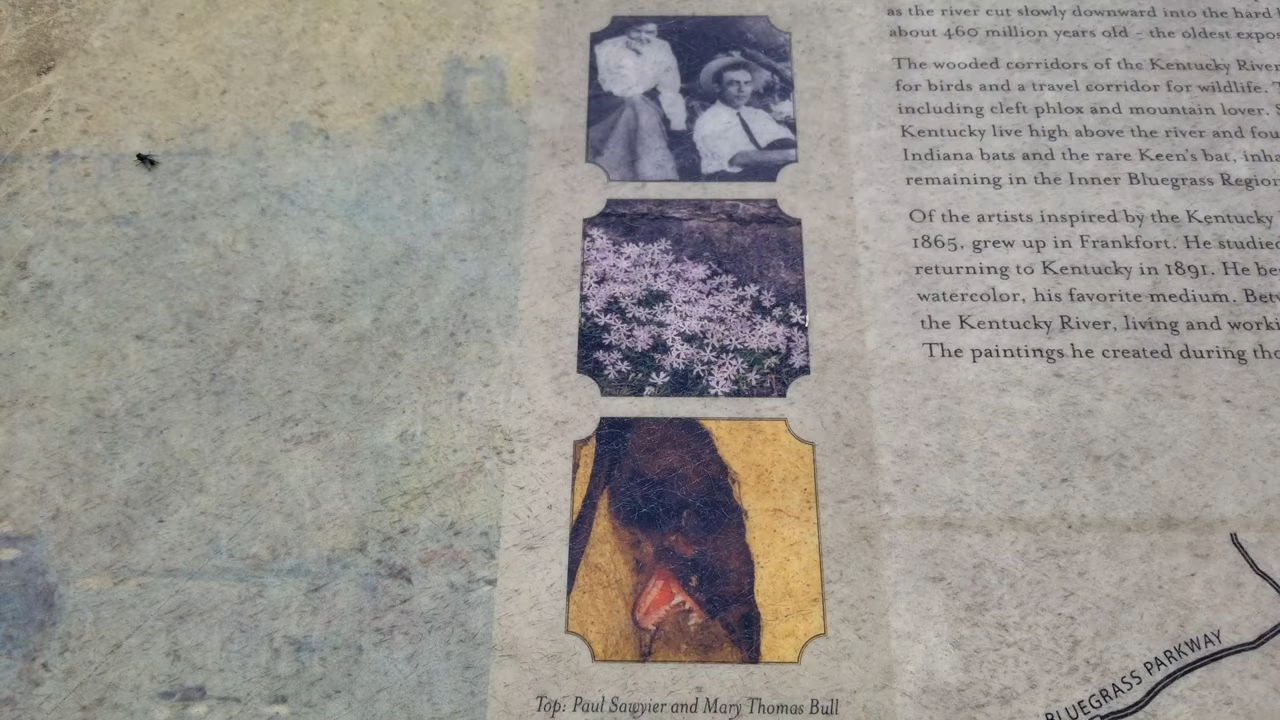 as the river cut slowly downward into the hard
about 460 million years old - the oldest expo
The wooded corridors of the Kentucky River
for birds and a travel corridor for wildlife.
including cleft phlox and mountain lover.
Kentucky live high above the river and fou
Indiana bats and the rare Keen's bat, inha
remaining in the Inner Bluegrass Region
Of the artists inspired by the Kentucky
1865, grew up in Frankfort. He studied
returning to Kentucky in 1891. He be
watercolor, his favorite medium. Bet
the Kentucky River, living and worki
The paintings he created during tho
BLUEGRASS PARKWAY
Top: Paul Sawyier and Mary Thomas Bull